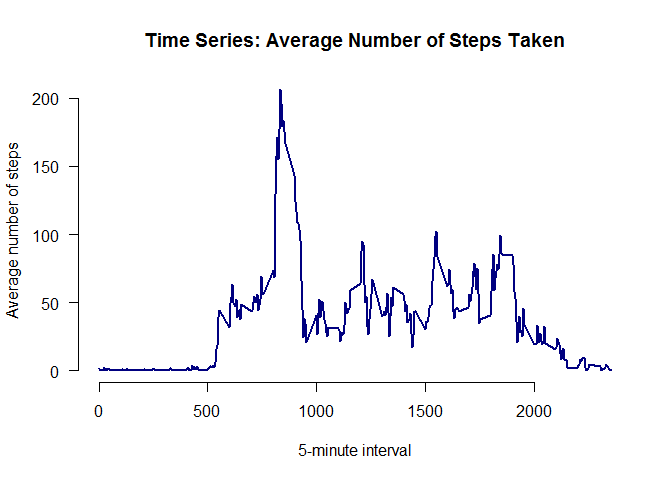 Time Series: Average Number of Steps Taken
Average number of steps
200
150
100
50
0
0 500 1000 1500 2000
5-minute interval